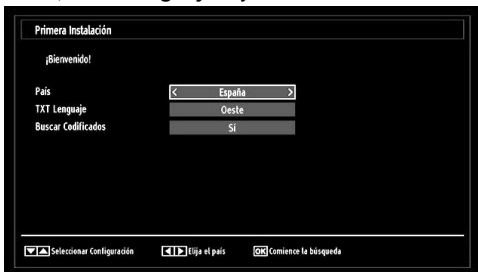 Primera Instalación
¡Bienvenido!
País < España >
TXT Lenguaje Oeste
Buscar Codificados Sí
Seleccionar Configuración Elija el país OK Comience la búsqueda